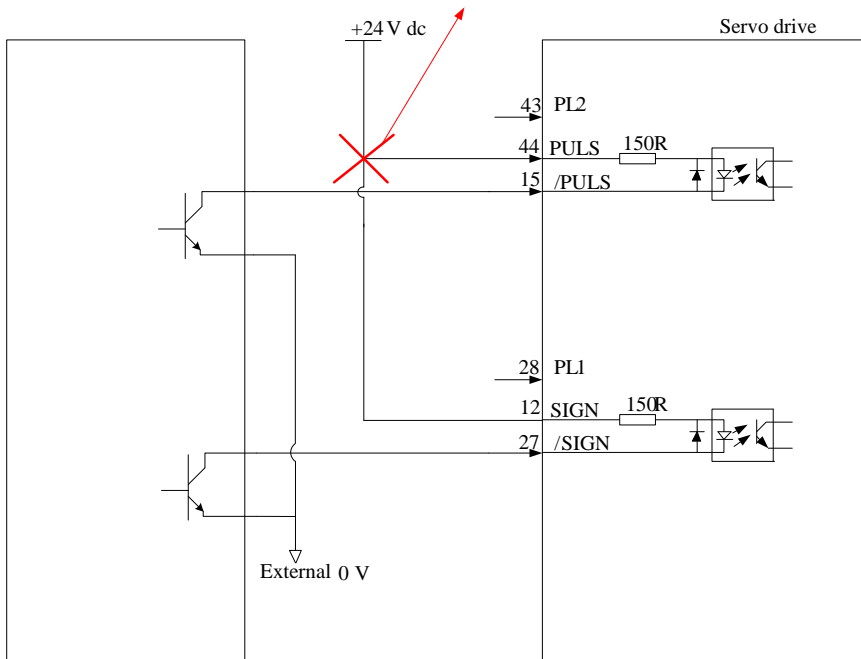 +24V dc
Servo drive
43 PL2
44 PULS 150R
15 /PULS
28 PL1
12 SIGN 150R
27 /SIGN
External 0 V